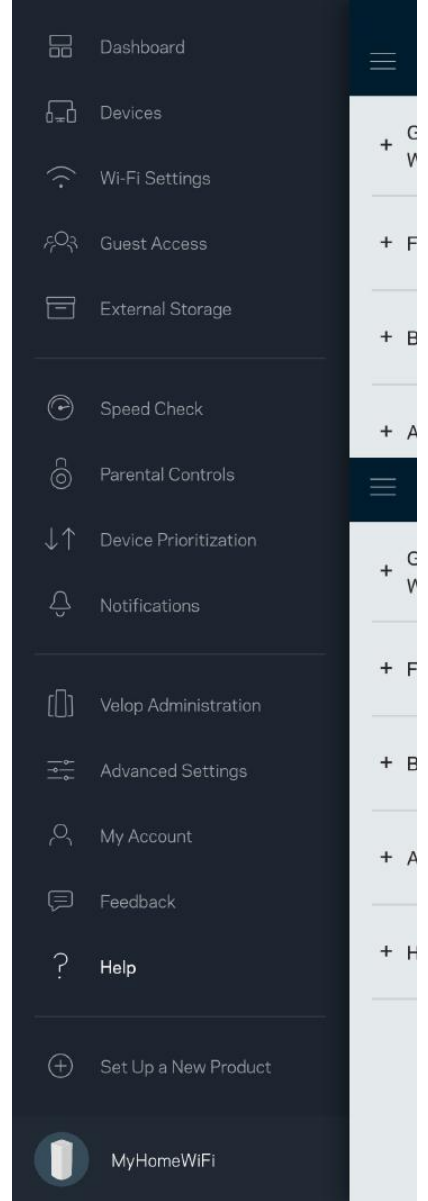 Dashboard
Devices
Wi-Fi Settings
Guest Access
External Storage
Speed Check
Parental Controls
Device Prioritization
Notifications
Velop Administration
Advanced Settings
My Account
Feedback
Help
Set Up a New Product
MyHomeWiFi
+ G
W
+ F
+ B
+ A
+ G
W
+ F
+ B
+ A
+ H